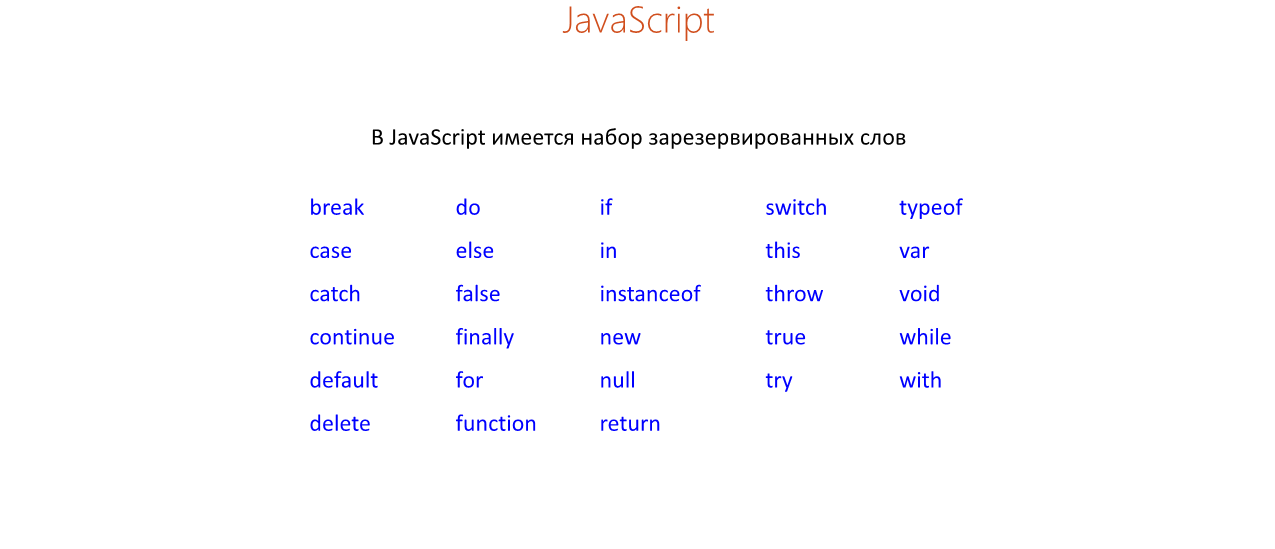 JavaScript
В JavaScript имеется набор зарезервированных слов
break do if switch typeof
case else in this var
catch false instanceof throw void
continue finally new true while
default for null try with
delete function return